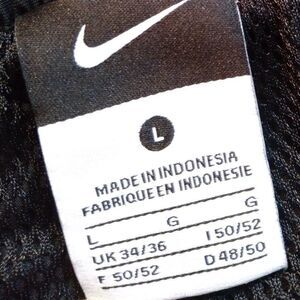 L
MADE IN INDONESIA
FABRIQUE EN INDONESIE
L G G
UK 34/36 I 50/52
F 50/52 D 48/50